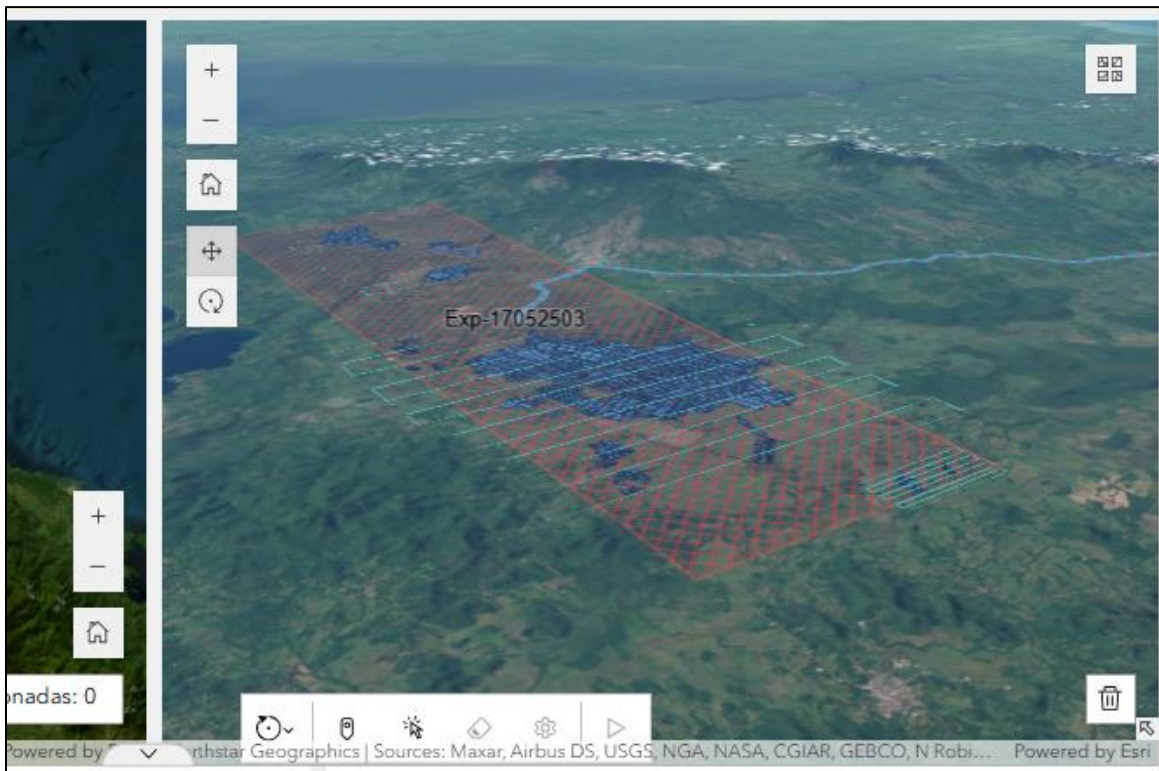 Exp-17052503
onadas: 0
Powered by
rthstar Geographics | Sources: Maxar, Airbus DS, USGS, NGA, NASA, CGIAR, GEBCO, N Robi... Powered by Esri